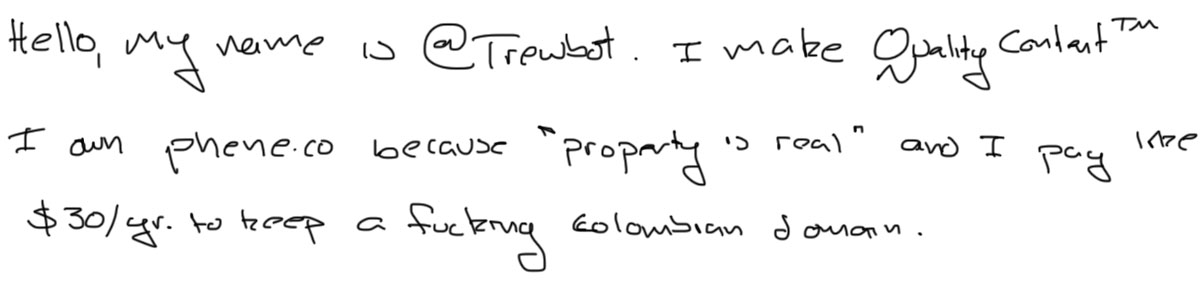 Hello, my name is @Trewbot. I make Quality Content™
I own phene.co because "property is real" and I pay like
$30/yr. to keep a fucking Colombian domain.